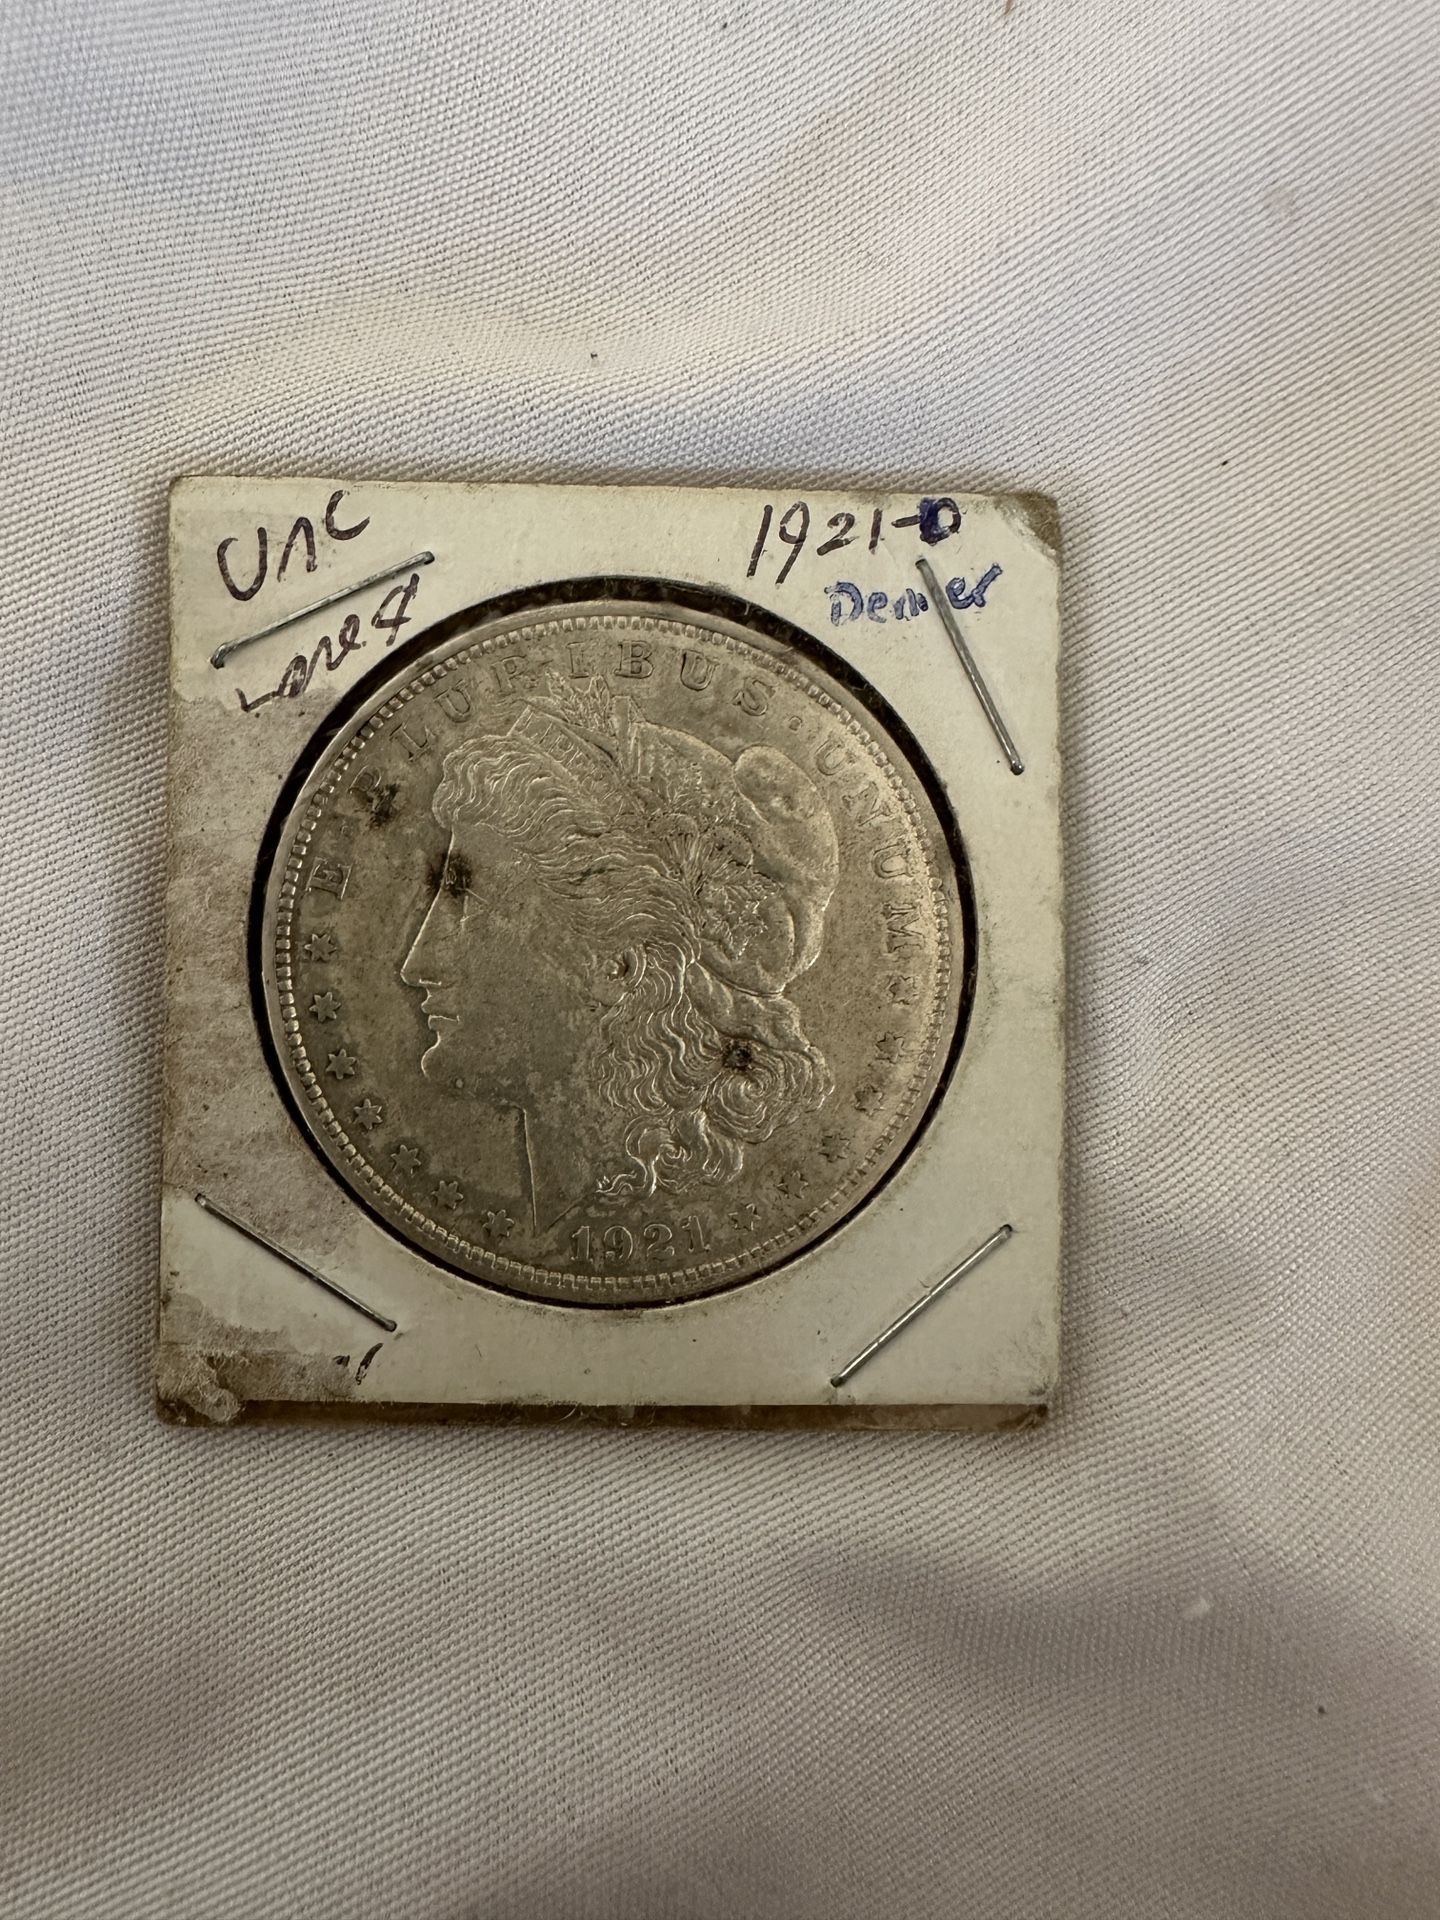 UNC
1921-D
Denver
E·PLURIBUS·UNUM
1921